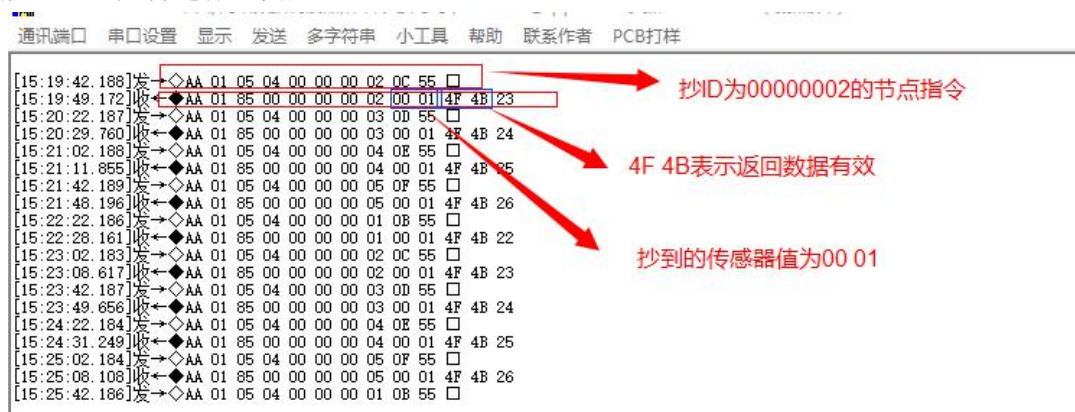 通讯端口 串口设置 显示 发送 多字符串 小工具 帮助 联系作者 PCB打样
[15:19:42.188]发→◇AA 01 05 04 00 00 00 02 0C 55 □
[15:19:49.172]收←◆AA 01 85 00 00 00 00 02 00 01 4F 4B 23
[15:20:22.187]发→◇AA 01 05 04 00 00 00 03 0D 55 □
[15:20:29.760]收←◆AA 01 85 00 00 00 00 03 00 01 4F 4B 24
[15:21:02.188]发→◇AA 01 05 04 00 00 00 04 0E 55 □
[15:21:11.855]收←◆AA 01 85 00 00 00 00 04 00 01 4F 4B 25
[15:21:42.189]发→◇AA 01 05 04 00 00 00 05 0F 55 □
[15:21:48.196]收←◆AA 01 85 00 00 00 00 05 00 01 4F 4B 26
[15:22:22.186]发→◇AA 01 05 04 00 00 00 01 0B 55 □
[15:22:28.161]收←◆AA 01 85 00 00 00 00 01 00 01 4F 4B 22
[15:23:02.183]发→◇AA 01 05 04 00 00 00 02 0C 55 □
[15:23:08.617]收←◆AA 01 85 00 00 00 00 02 00 01 4F 4B 23
[15:23:42.187]发→◇AA 01 05 04 00 00 00 03 0D 55 □
[15:23:49.656]收←◆AA 01 85 00 00 00 00 03 00 01 4F 4B 24
[15:24:22.184]发→◇AA 01 05 04 00 00 00 04 0E 55 □
[15:24:31.249]收←◆AA 01 85 00 00 00 00 04 00 01 4F 4B 25
[15:25:02.184]发→◇AA 01 05 04 00 00 00 05 0F 55 □
[15:25:08.108]收←◆AA 01 85 00 00 00 00 05 00 01 4F 4B 26
[15:25:42.186]发→◇AA 01 05 04 00 00 00 01 0B 55 □
抄ID为00000002的节点指令
4F 4B表示返回数据有效
抄到的传感器值为00 01